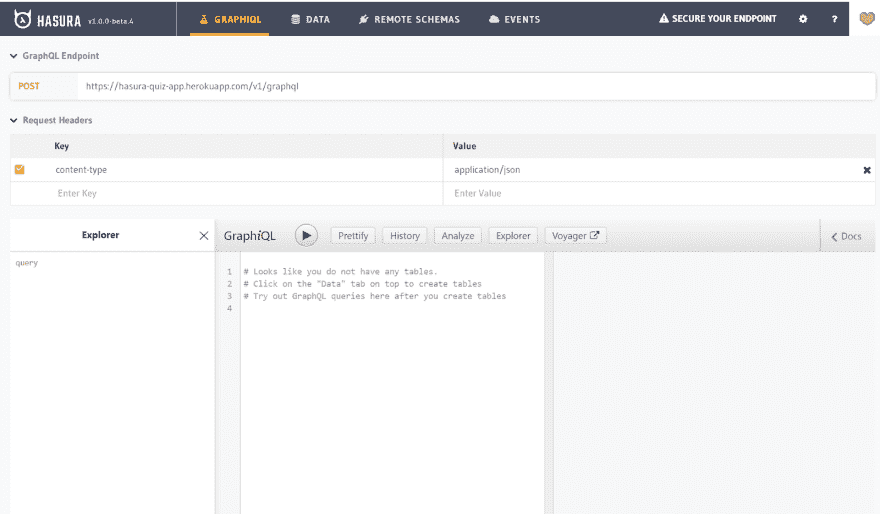 HASURA v1.0.0-beta.4 GRAPHIQL DATA REMOTE SCHEMAS EVENTS SECURE YOUR ENDPOINT ?
GraphQL Endpoint
POST https://hasura-quiz-app.herokuapp.com/v1/graphql
Request Headers
Key Value
content-type application/json
Enter Key Enter Value
Explorer GraphiQL Prettify History Analyze Explorer Voyager Docs
query
1 # Looks like you do not have any tables.
2 # Click on the "Data" tab on top to create tables
3 # Try out GraphQL queries here after you create tables
4